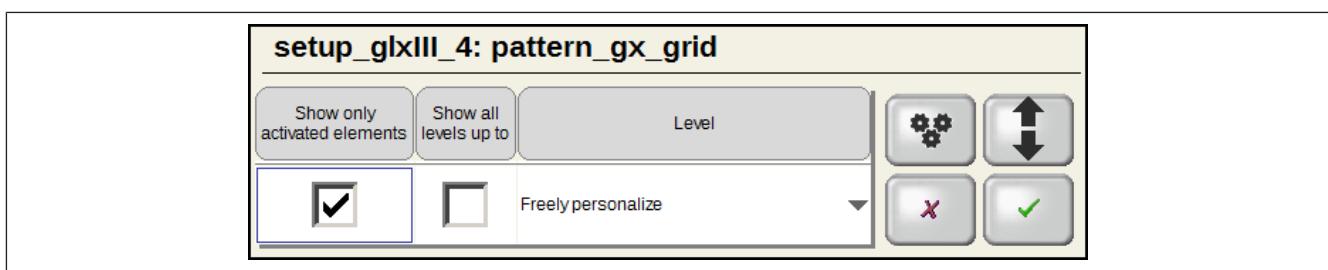 setup_glxIII_4: pattern_gx_grid
Show only
activated elements
Show all
levels up to
Level
Freely personalize